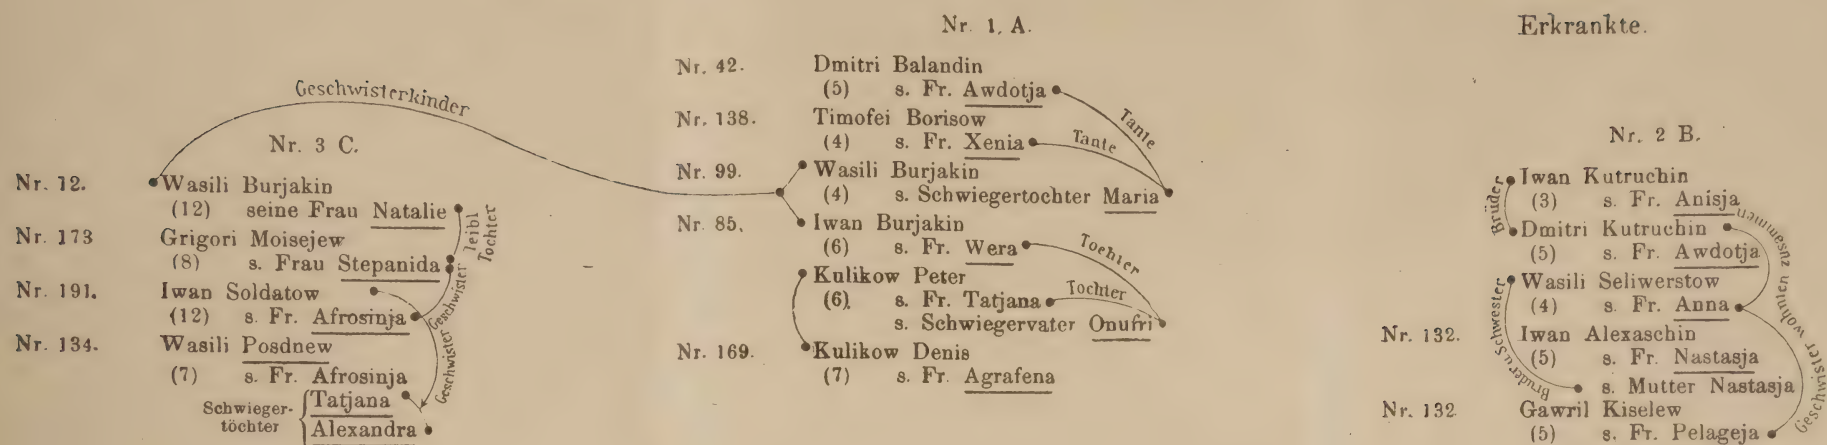 Nr. 1, A.
Erkrankte.
Nr. 42. Dmitri Balandin
(5) s. Fr. Awdotja
Nr. 138. Timofei Borisow
(4) s. Fr. Xenia
Nr. 99. Wasili Burjakin
(4) s. Schwiegertochter Maria
Nr. 85. Iwan Burjakin
(6) s. Fr. Wera
Kulikow Peter
(6) s. Fr. Tatjana
s. Schwiegervater Onufri
Nr. 169. Kulikow Denis
(7) s. Fr. Agrafena
Tante
Tante
Tochter
Tochter
Geschwisterkinder
Nr. 3 C.
Nr. 12. Wasili Burjakin
(12) seine Frau Natalie
Nr. 173 Grigori Moisejew
(8) s. Frau Stepanida
Nr. 191. Iwan Soldatow
(12) s. Fr. Afrosinja
Nr. 134. Wasili Posdnew
(7) s. Fr. Afrosinja
Schwieger-
töchter
Tatjana
Alexandra
leibl
Tochter
Geschwister
Geschwister
Nr. 2 B.
Iwan Kutruchin
(3) s. Fr. Anisja
Dmitri Kutruchin
(5) s. Fr. Awdotja
Wasili Seliwerstow
(4) s. Fr. Anna
Nr. 132. Iwan Alexaschin
(5) s. Fr. Nastasja
s. Mutter Nastasja
Nr. 132 Gawril Kiselew
(5) s. Fr. Pelageja
Brüder
Bruder u. Schwester
Geschwister wohnten zusammen